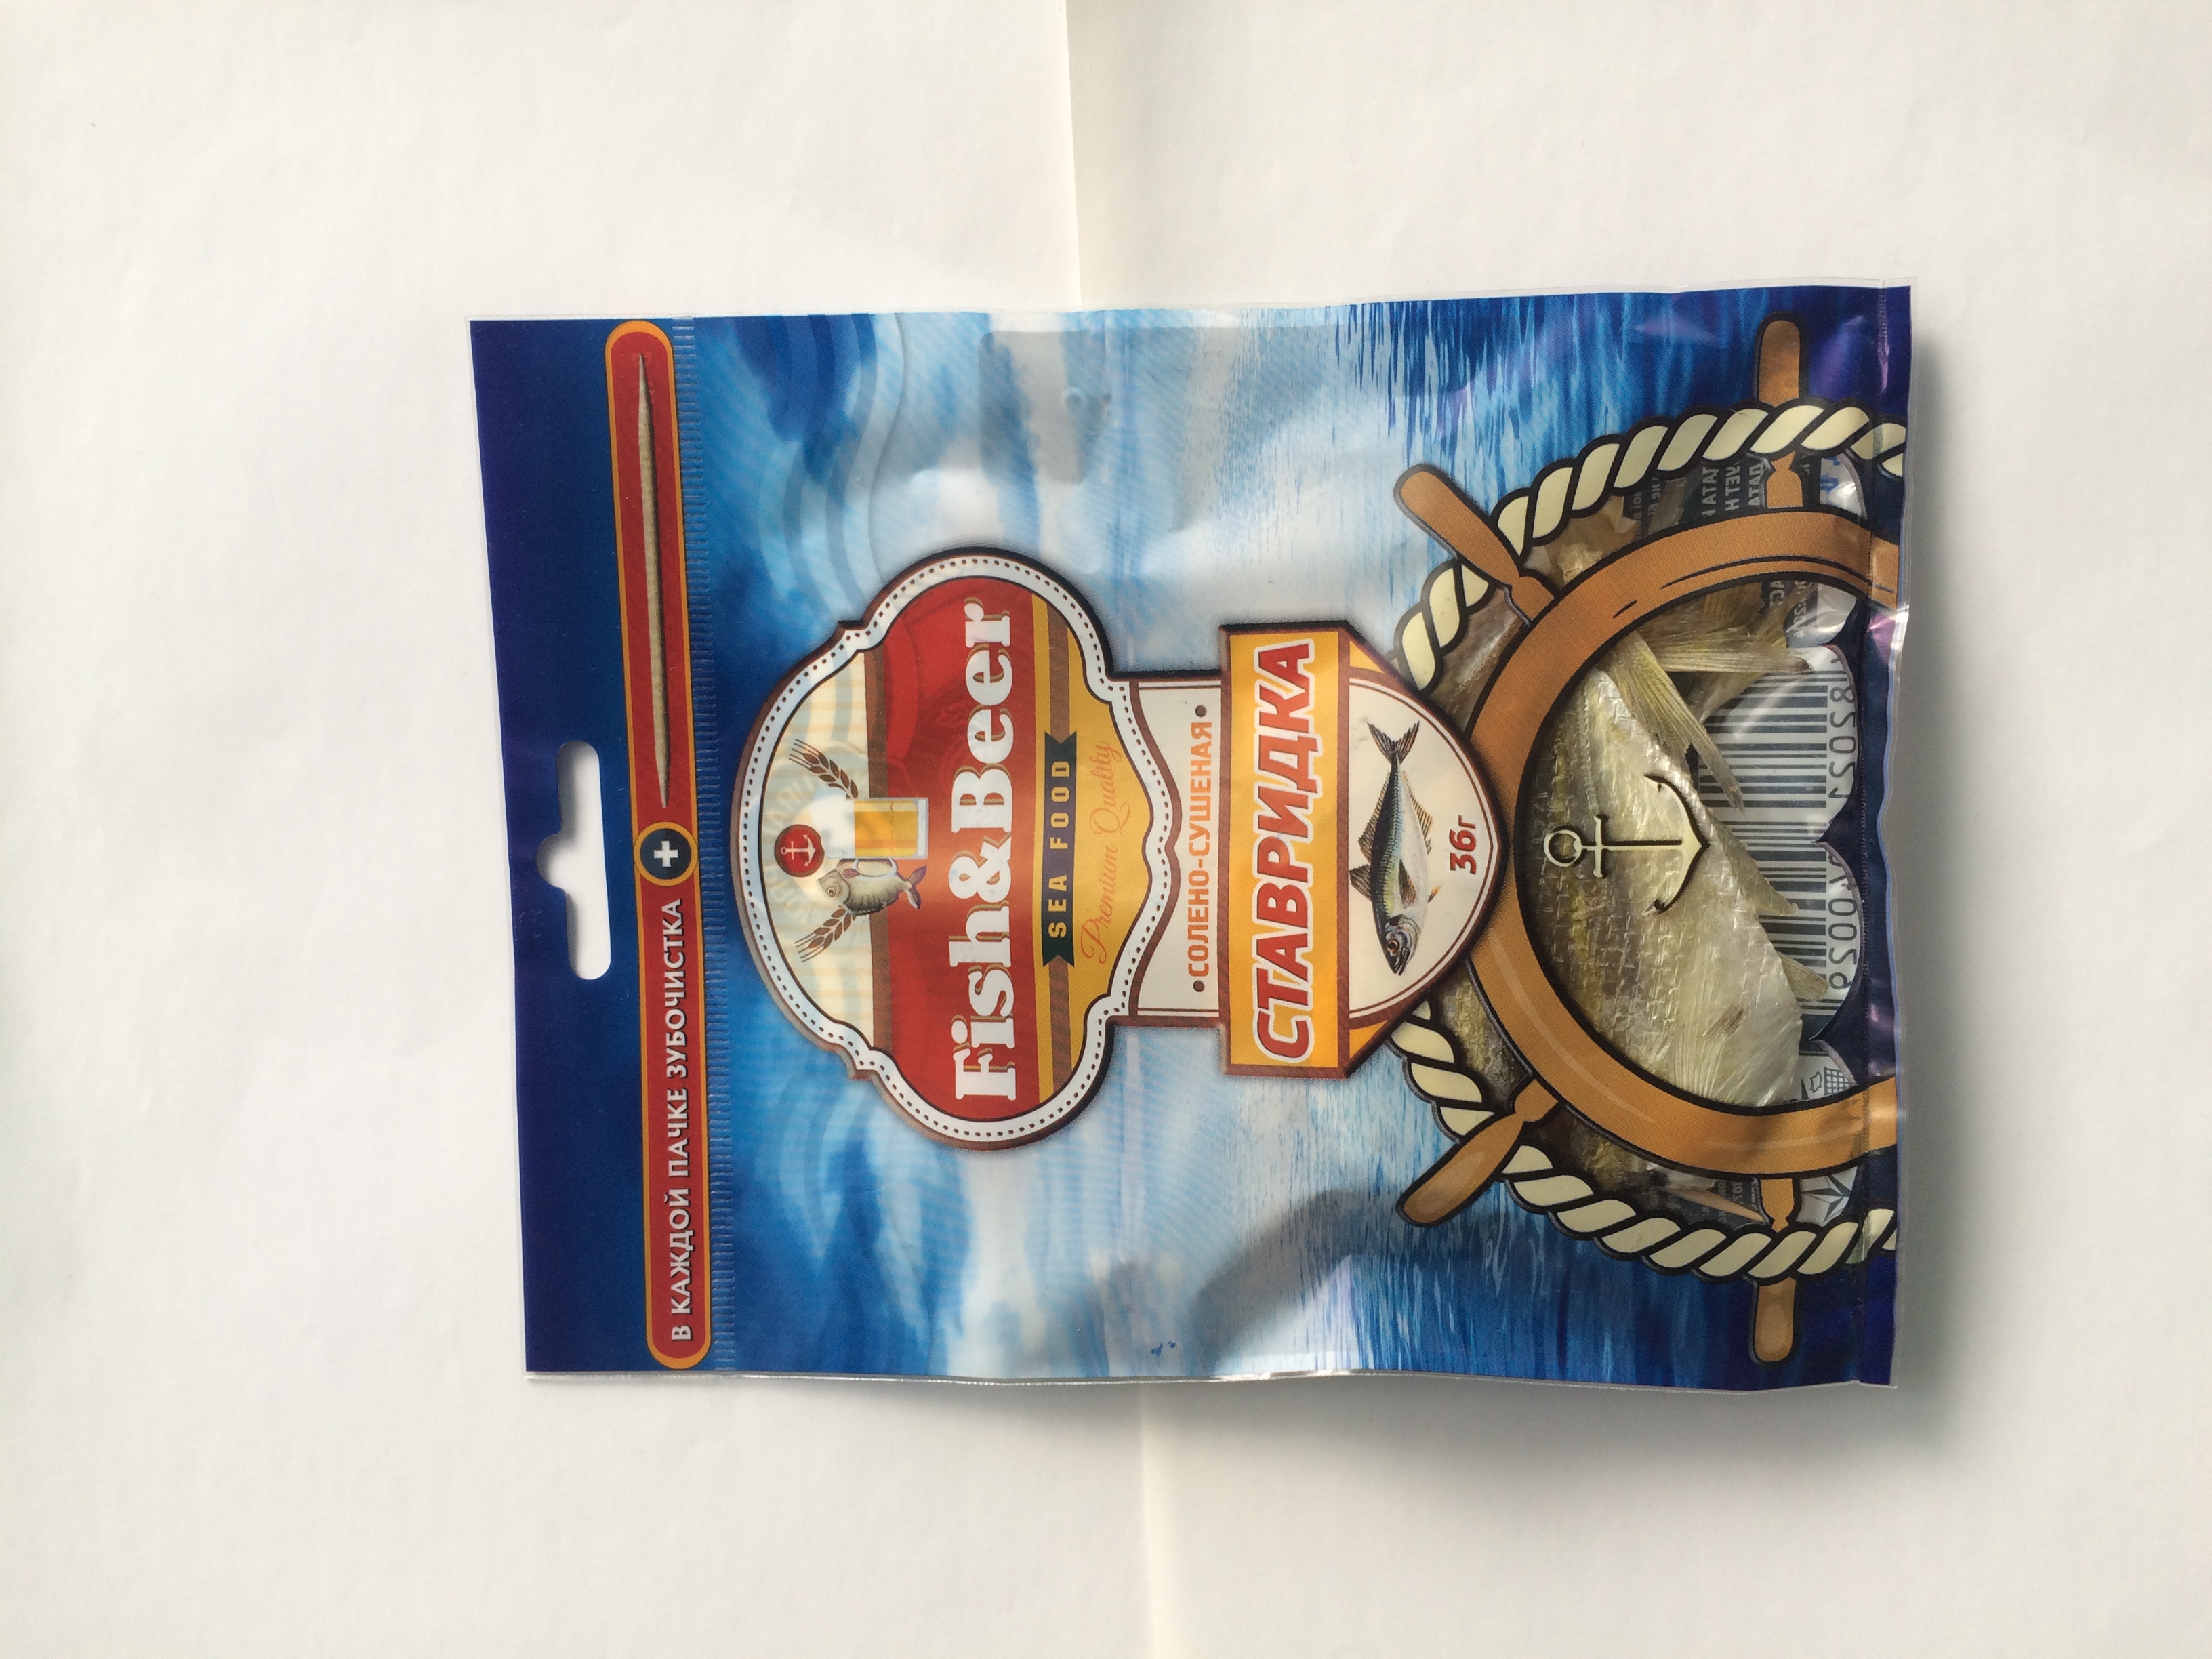 В КАЖДОЙ ПАЧКЕ ЗУБОЧИСТКА
Fish&Beer
SEA FOOD
Premium Quality
•СОЛЕНО-СУШЕНАЯ•
СТАВРИДКА
36г